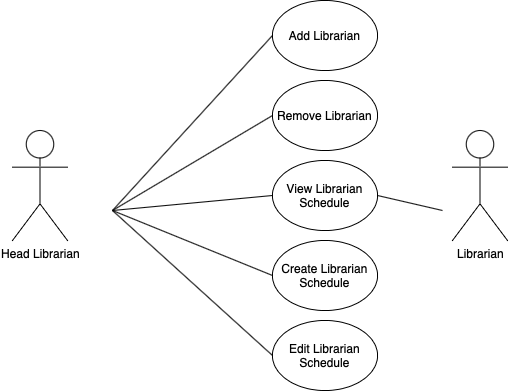 Add Librarian
Remove Librarian
View Librarian
Schedule
Head Librarian
Librarian
Create Librarian
Schedule
Edit Librarian
Schedule